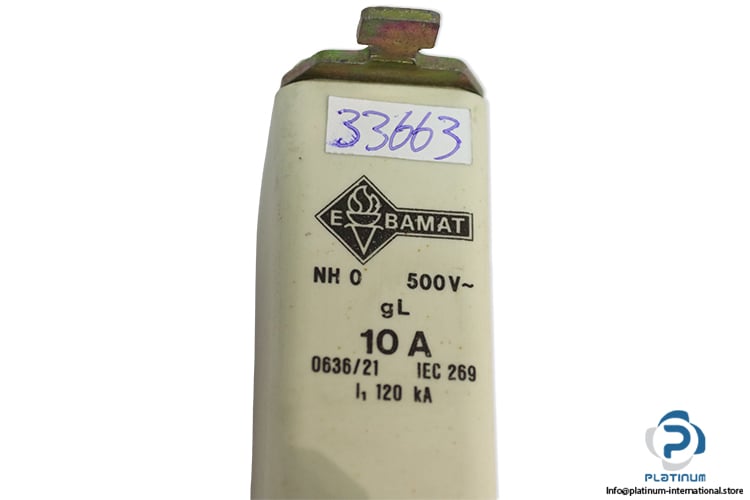 33663
E BAMAT
NH 0 500V~
gL
10 A
0636/21 IEC 269
I₁ 120 kA
PLATINUM
Info@platinum-international.store